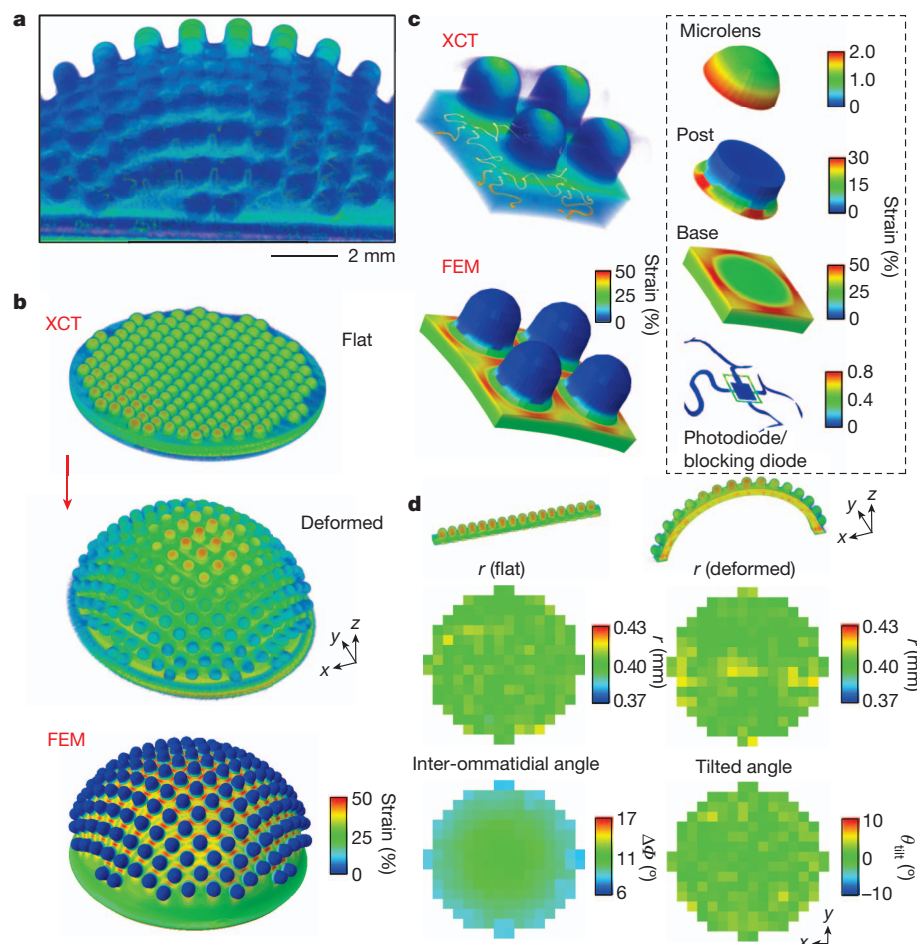 a
2 mm
b
XCT
Flat
Deformed
z
y
x
FEM
50
25
0
Strain (%)
c
XCT
FEM
50
25
0
Strain (%)
Microlens
2.0
1.0
0
Post
30
15
0
Base
50
25
0
Strain (%)
0.8
0.4
0
Photodiode/
blocking diode
d
z
y
x
r (flat)
0.43
0.40
0.37
r (mm)
r (deformed)
0.43
0.40
0.37
r (mm)
Inter-ommatidial angle
17
11
6
ΔΦ (°)
Tilted angle
10
0
−10
θtilt (°)
y
x